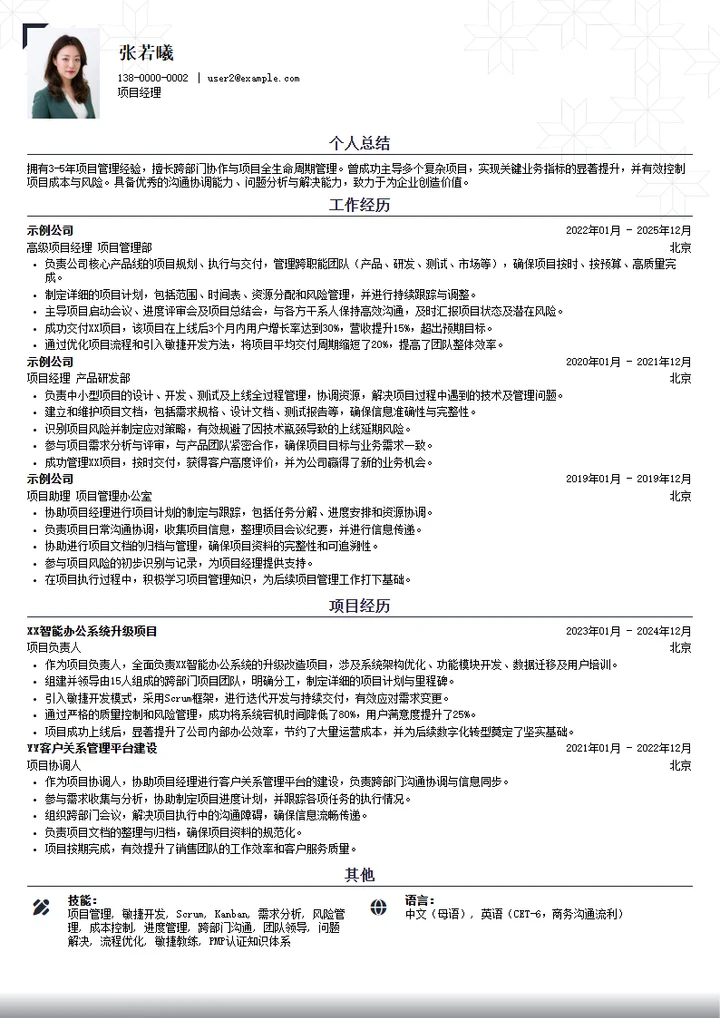 张若曦
138-0000-0002 | user2@example.com
项目经理
个人总结
拥有3-5年项目管理经验，擅长跨部门协作与项目全生命周期管理。曾成功主导多个复杂项目，实现关键业务指标的显著提升，并有效控制
项目成本与风险。具备优秀的沟通协调能力、问题分析与解决能力，致力于为企业创造价值。
工作经历
示例公司 2022年01月 - 2025年12月
高级项目经理 项目管理部 北京
• 负责公司核心产品线的项目规划、执行与交付，管理跨职能团队（产品、研发、测试、市场等），确保项目按时、按预算、高质量完
成。
• 制定详细的项目计划，包括范围、时间表、资源分配和风险管理，并进行持续跟踪与调整。
• 主导项目启动会议、进度评审会及项目总结会，与各方干系人保持高效沟通，及时汇报项目状态及潜在风险。
• 成功交付XX项目，该项目在上线后3个月内用户增长率达到30%，营收提升15%，超出预期目标。
• 通过优化项目流程和引入敏捷开发方法，将项目平均交付周期缩短了20%，提高了团队整体效率。
示例公司 2020年01月 - 2021年12月
项目经理 产品研发部 北京
• 负责中小型项目的设计、开发、测试及上线全过程管理，协调资源，解决项目过程中遇到的技术及管理问题。
• 建立和维护项目文档，包括需求规格、设计文档、测试报告等，确保信息准确性与完整性。
• 识别项目风险并制定应对策略，有效规避了因技术瓶颈导致的上线延期风险。
• 参与项目需求分析与评审，与产品团队紧密合作，确保项目目标与业务需求一致。
• 成功管理XX项目，按时交付，获得客户高度评价，并为公司赢得了新的业务机会。
示例公司 2019年01月 - 2019年12月
项目助理 项目管理办公室 北京
• 协助项目经理进行项目计划的制定与跟踪，包括任务分解、进度安排和资源协调。
• 负责项目日常沟通协调，收集项目信息，整理项目会议纪要，并进行信息传递。
• 协助进行项目文档的归档与管理，确保项目资料的完整性和可追溯性。
• 参与项目风险的初步识别与记录，为项目经理提供支持。
• 在项目执行过程中，积极学习项目管理知识，为后续项目管理工作打下基础。
项目经历
XX智能办公系统升级项目 2023年01月 - 2024年12月
项目负责人 北京
• 作为项目负责人，全面负责XX智能办公系统的升级改造项目，涉及系统架构优化、功能模块开发、数据迁移及用户培训。
• 组建并领导由15人组成的跨部门项目团队，明确分工，制定详细的项目计划与里程碑。
• 引入敏捷开发模式，采用Scrum框架，进行迭代开发与持续交付，有效应对需求变更。
• 通过严格的质量控制和风险管理，成功将系统宕机时间降低了80%，用户满意度提升了25%。
• 项目成功上线后，显著提升了公司内部办公效率，节约了大量运营成本，并为后续数字化转型奠定了坚实基础。
YY客户关系管理平台建设 2021年01月 - 2022年12月
项目协调人 北京
• 作为项目协调人，协助项目经理进行客户关系管理平台的建设，负责跨部门沟通协调与信息同步。
• 参与需求收集与分析，协助制定项目进度计划，并跟踪各项任务的执行情况。
• 组织跨部门会议，解决项目执行中的沟通障碍，确保信息流畅传递。
• 负责项目文档的整理与归档，确保项目资料的规范化。
• 项目按期完成，有效提升了销售团队的工作效率和客户服务质量。
其他
技能：
项目管理, 敏捷开发, Scrum, Kanban, 需求分析, 风险管
理, 成本控制, 进度管理, 跨部门沟通, 团队领导, 问题
解决, 流程优化, 敏捷教练, PMP认证知识体系
语言：
中文（母语）, 英语（CET-6，商务沟通流利）